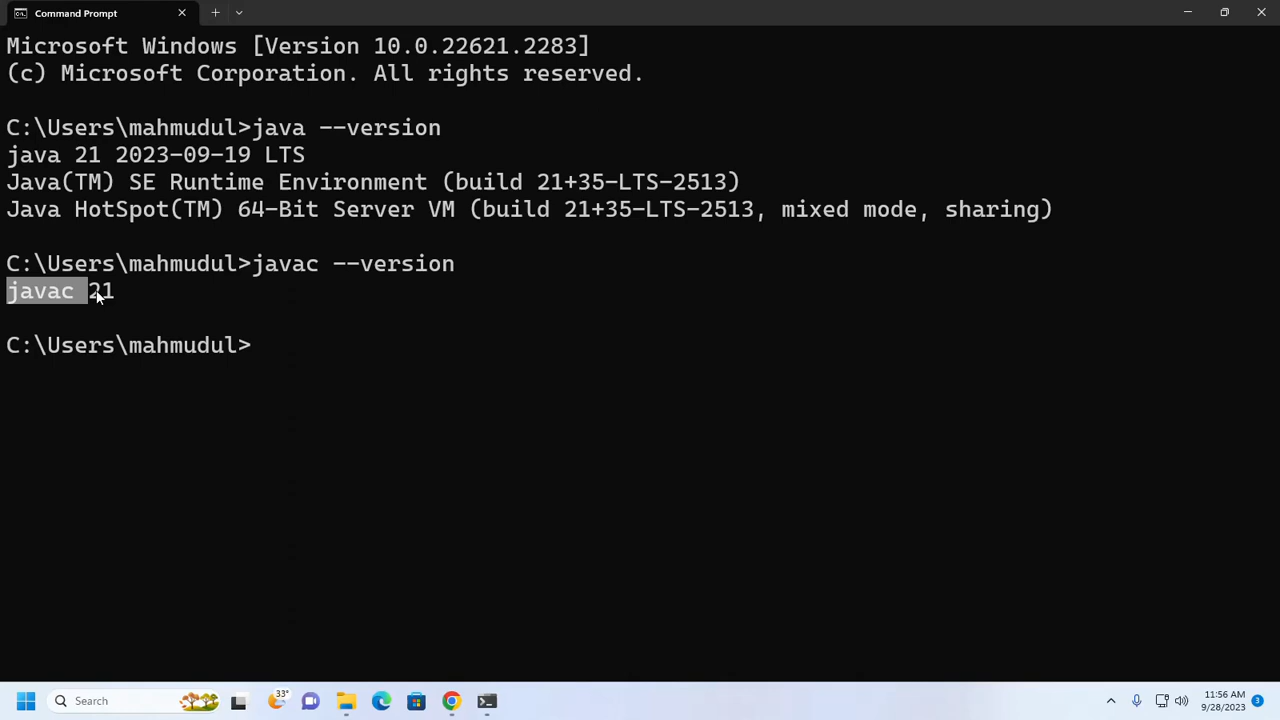 Command Prompt
Microsoft Windows [Version 10.0.22621.2283]
(c) Microsoft Corporation. All rights reserved.
C:\Users\mahmudul>java --version
java 21 2023-09-19 LTS
Java(TM) SE Runtime Environment (build 21+35-LTS-2513)
Java HotSpot(TM) 64-Bit Server VM (build 21+35-LTS-2513, mixed mode, sharing)
C:\Users\mahmudul>javac --version
javac 21
C:\Users\mahmudul>
Search
33°
11:56 AM
9/28/2023
3